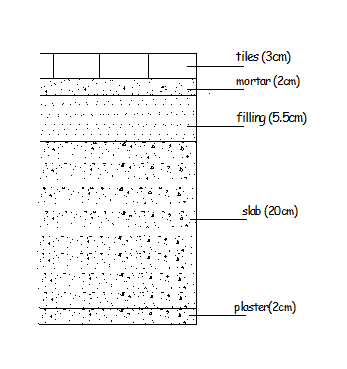 tiles (3cm)
mortar (2cm)
filling (5.5cm)
slab (20cm)
plaster(2cm)